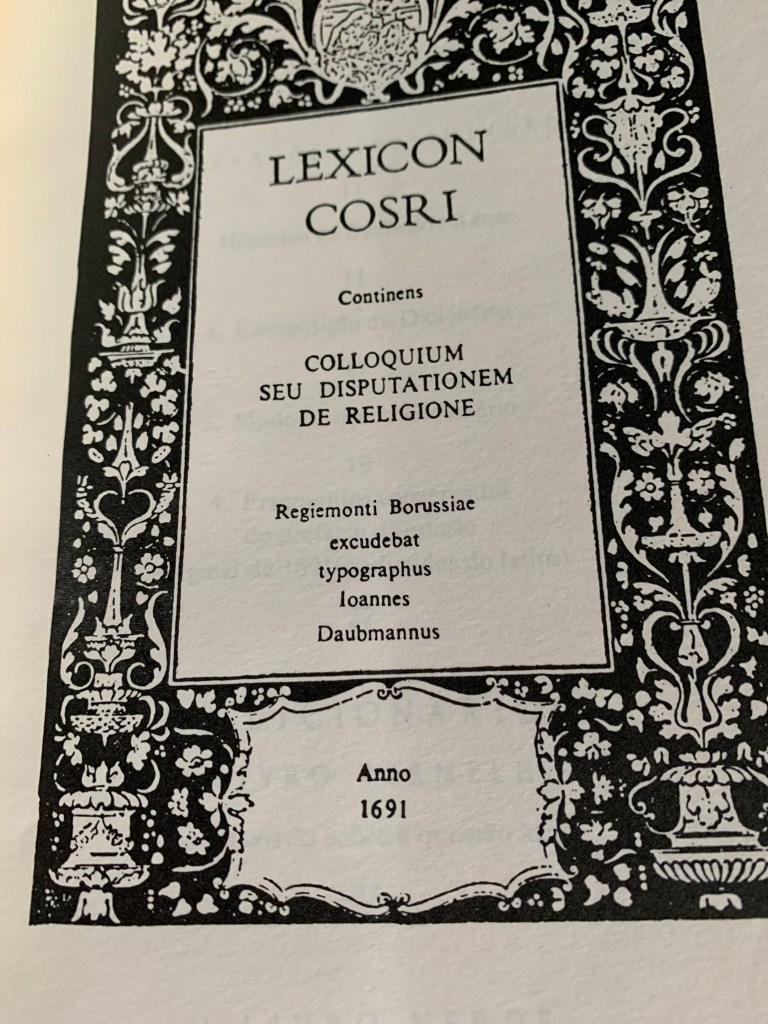 LEXICON
COSRI
Continens
COLLOQUIUM
SEU DISPUTATIONEM
DE RELIGIONE
Regiemonti Borussiae
excudebat
typographus
Ioannes
Daubmannus
Anno
1691